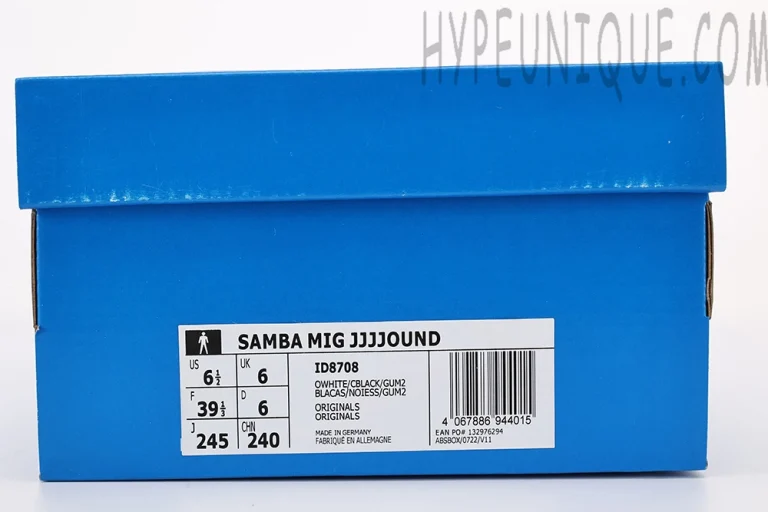 HYPEUNIQUE.COM
SAMBA MIG JJJJOUND
US 6½ UK 6
F 39⅓ D 6
J 245 CHN 240
ID8708
OWHITE/CBLACK/GUM2
BLACAS/NOIESS/GUM2
ORIGINALS
ORIGINALS
MADE IN GERMANY
FABRIQUÉ EN ALLEMAGNE
4 067886 944015
EAN PO# 132976294
ABSBOX/0722/V11